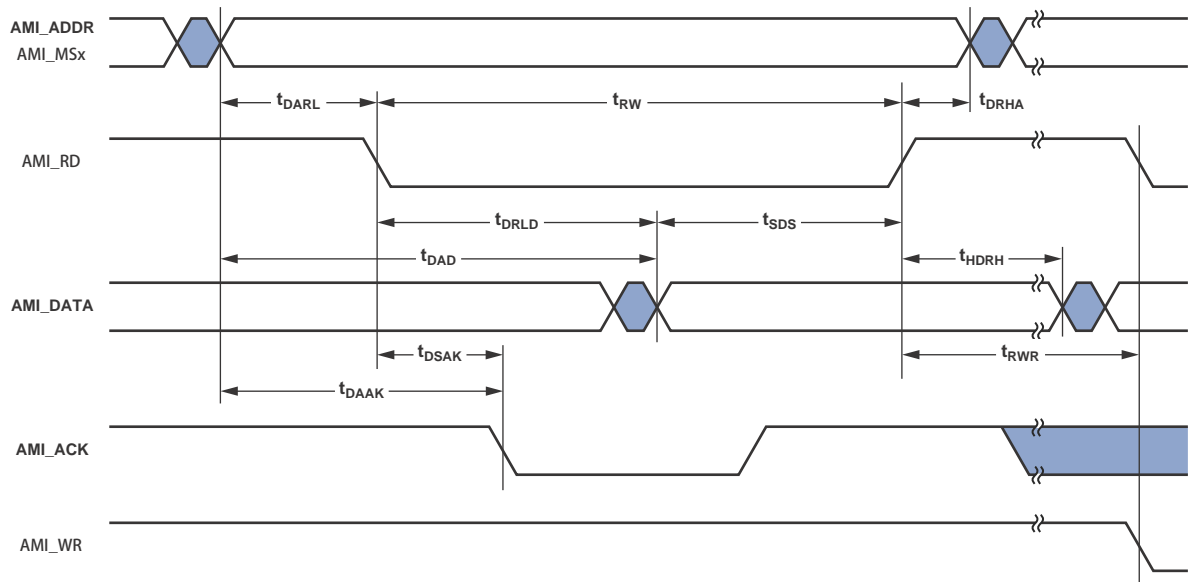 AMI_ADDR
AMI_MSx
tDARL
tRW
tDRHA
AMI_RD
tDRLD
tSDS
tDAD
tHDRH
AMI_DATA
tDSAK
tRWR
tDAAK
AMI_ACK
AMI_WR